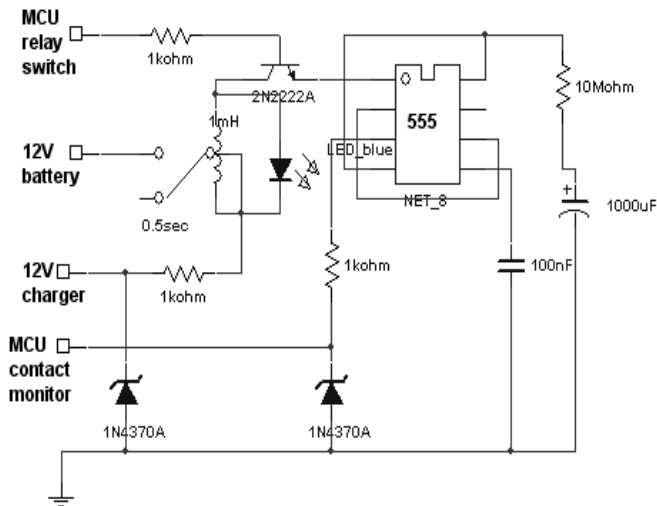 MCU
relay
switch
1kohm
2N2222A
10Mohm
1mH
555
LED_blue
12V
battery
NET_8
1000uF
0.5sec
12V
charger
1kohm
1kohm
100nF
MCU
contact
monitor
1N4370A
1N4370A
+